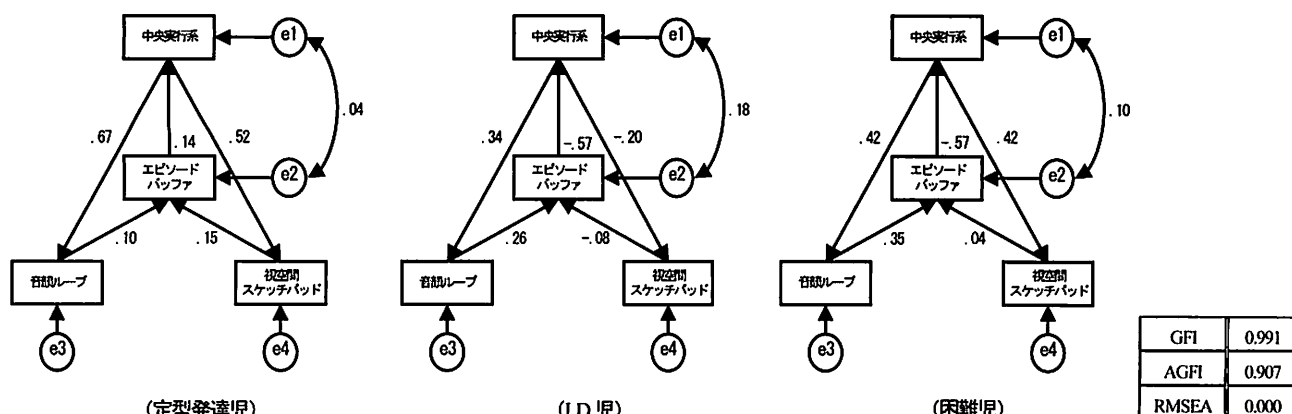 中央実行系
e1
.67
.14
.52
.04
エピソード
バッファ
e2
.10
.15
音韻ループ
視空間
スケッチパッド
e3
e4
(定型発達児)
中央実行系
e1
.34
-.57
-.20
.18
エピソード
バッファ
e2
.26
-.08
音韻ループ
視空間
スケッチパッド
e3
e4
(LD児)
中央実行系
e1
.42
-.57
.42
.10
エピソード
バッファ
e2
.35
.04
音韻ループ
視空間
スケッチパッド
e3
e4
(困難児)
GFI 0.991
AGFI 0.907
RMSEA 0.000